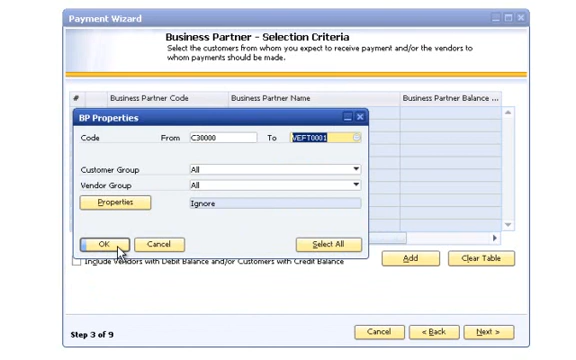 Payment Wizard
Business Partner - Selection Criteria
Select the customers from whom you expect to receive payment and/or the vendors to
whom payments should be made.
# Business Partner Code Business Partner Name Business Partner Balance ...
BP Properties
Code From C30000 To VEFT0001
Customer Group All
Vendor Group All
Properties Ignore
OK Cancel Select All
Include Vendors with Debit Balance and/or Customers with Credit Balance Add Clear Table
Step 3 of 9 Cancel < Back Next >